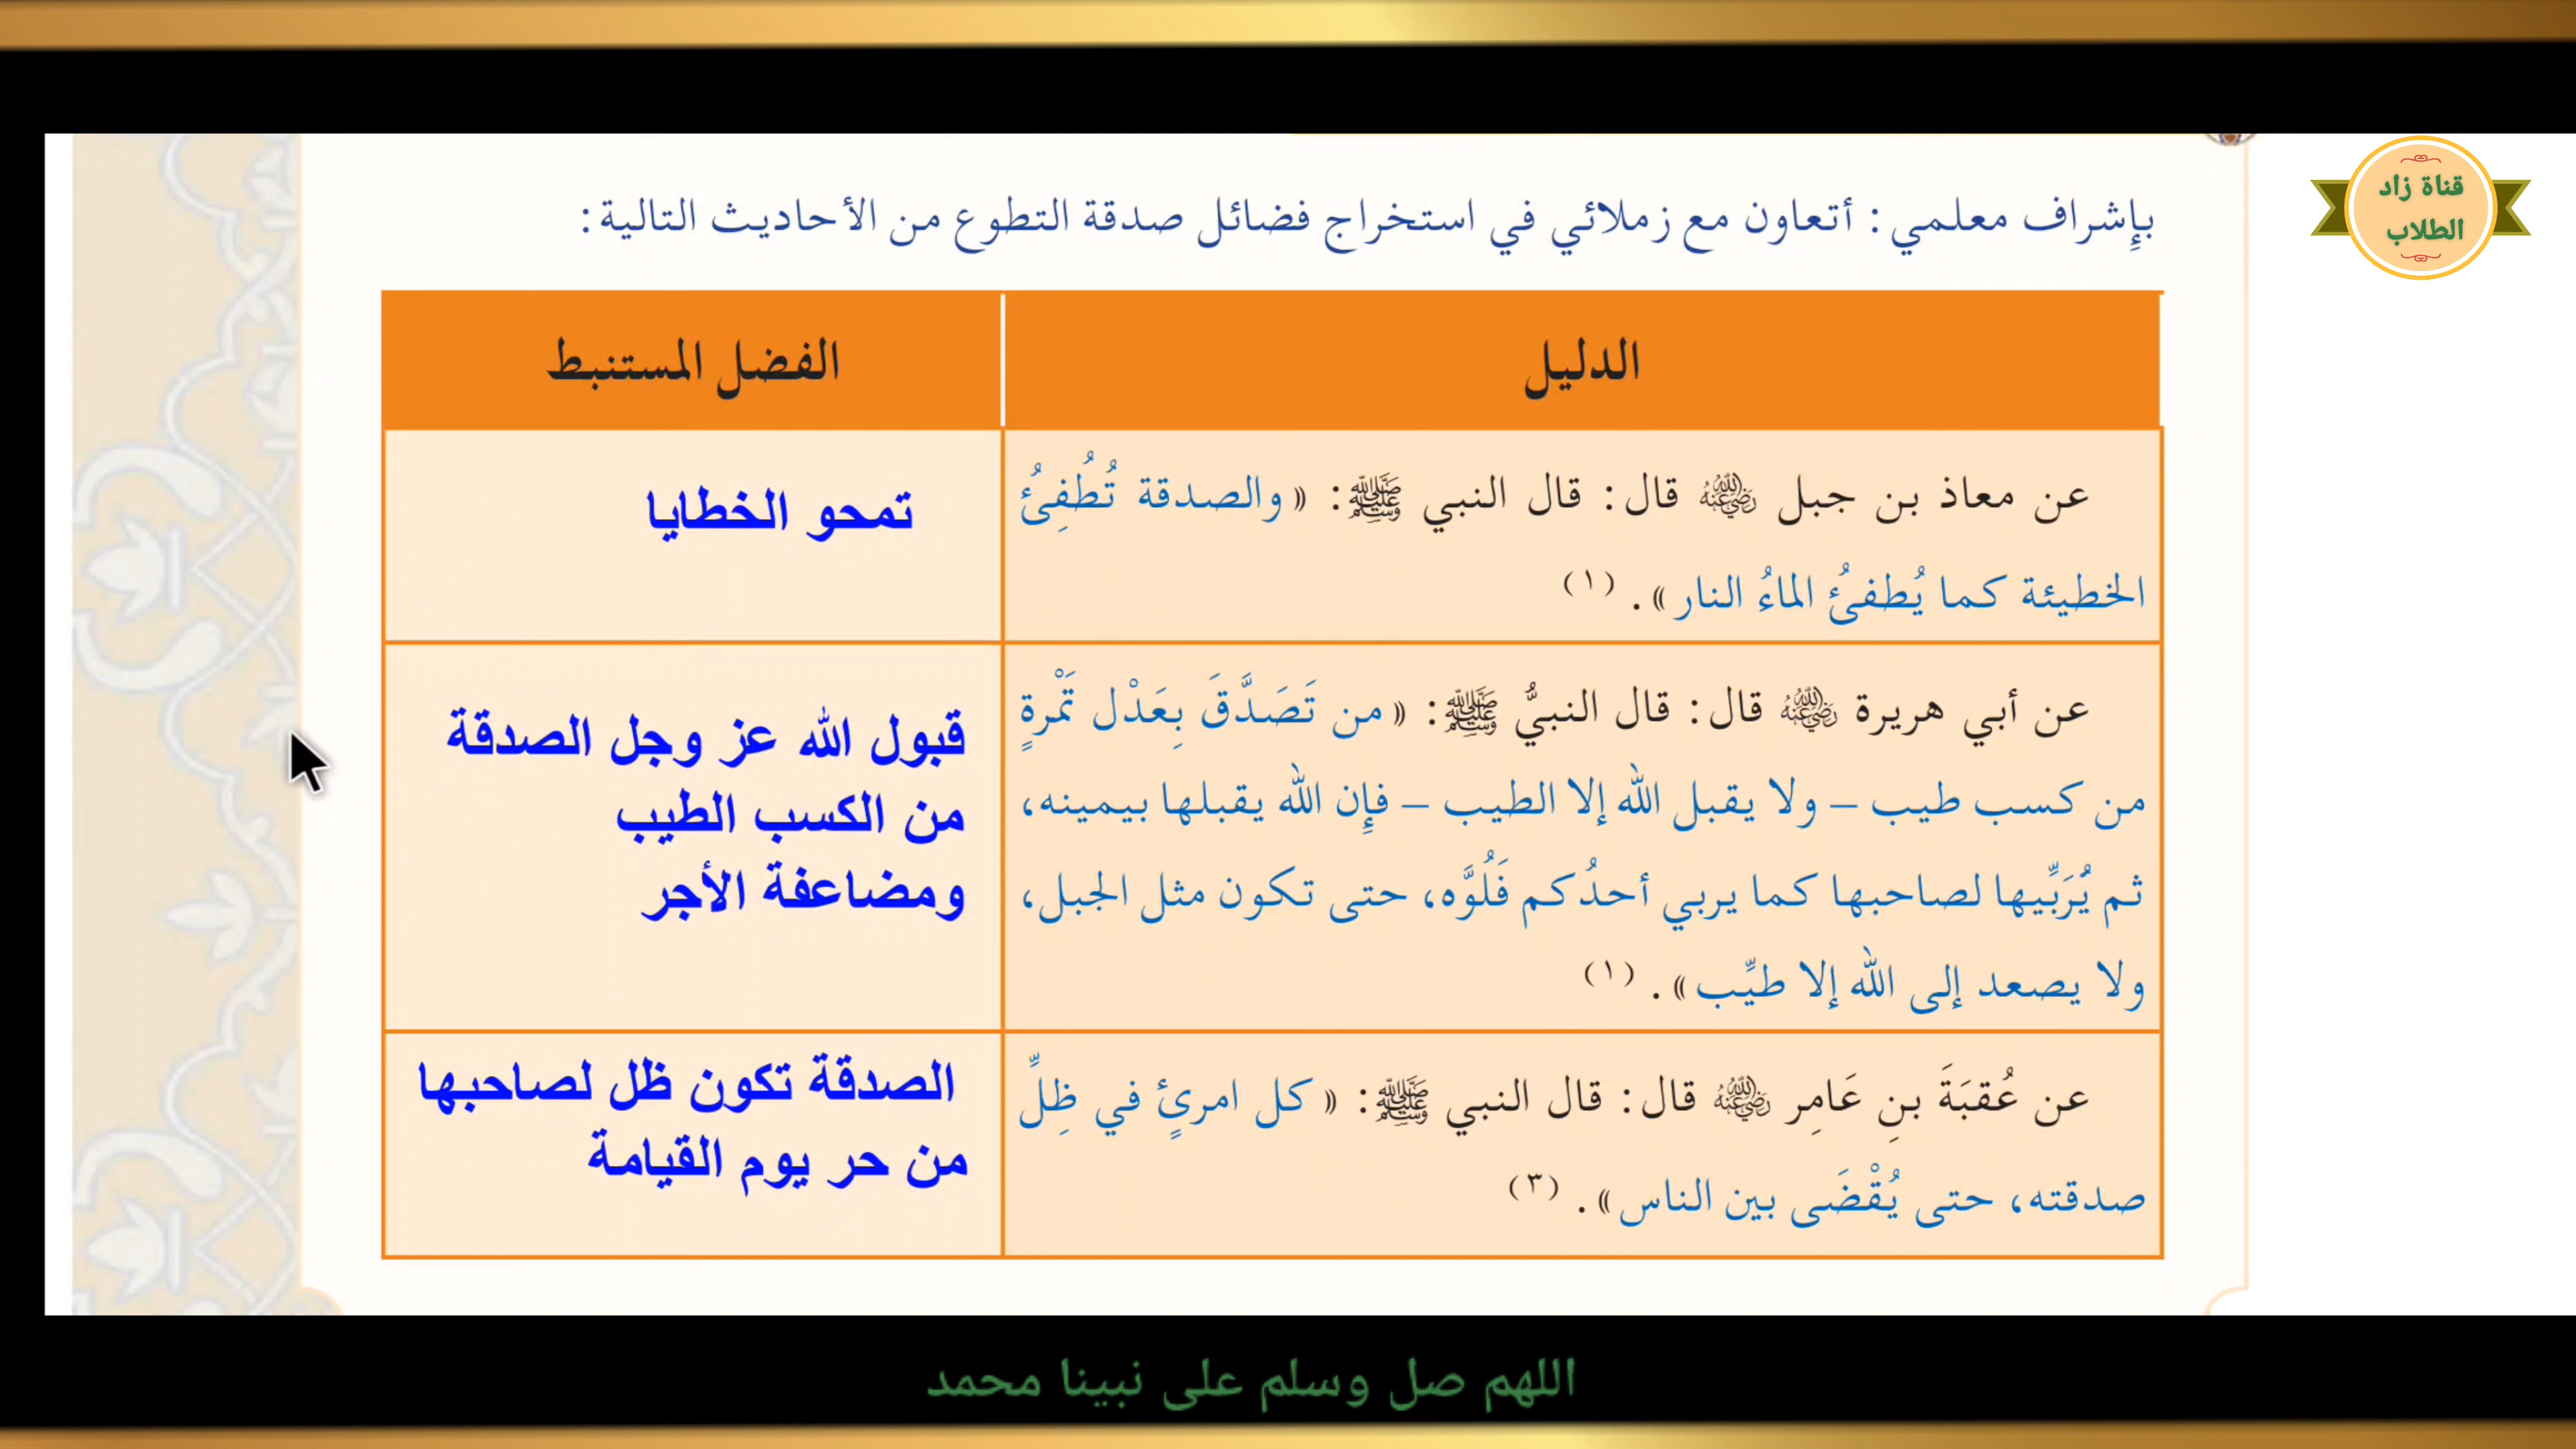 قناة زاد
الطلاب
بإشراف معلمي : أتعاون مع زملائي في استخراج فضائل صدقة التطوع من الأحاديث التالية :
الدليل
الفضل المستنبط
عن معاذ بن جبل رضي الله عنه قال : قال النبي ﷺ : « والصدقة تُطُفِئُ
الخطيئة كما يُطفئُ الماءُ النار » . (١)
تمحو الخطايا
عن أبي هريرة رضي الله عنه قال : قال النبيُّ ﷺ : « من تَصَدَّقَ بِعَدْل تَمْرةٍ
من كسب طيب – ولا يقبل الله إلا الطيب – فإِن الله يقبلها بيمينه،
ثم يُرَبِّيها لصاحبها كما يربي أحدُكم فَلُوَّه، حتى تكون مثل الجبل،
ولا يصعد إلى الله إلا طيِّب » . (١)
قبول الله عز وجل الصدقة
من الكسب الطيب
ومضاعفة الأجر
عن عُقبَةَ بنِ عَامِر رضي الله عنه قال : قال النبي ﷺ : « كل امرئٍ في ظِلِّ
صدقته، حتى يُقْضَى بين الناس » . (٣)
الصدقة تكون ظل لصاحبها
من حر يوم القيامة
اللهم صل وسلم على نبينا محمد